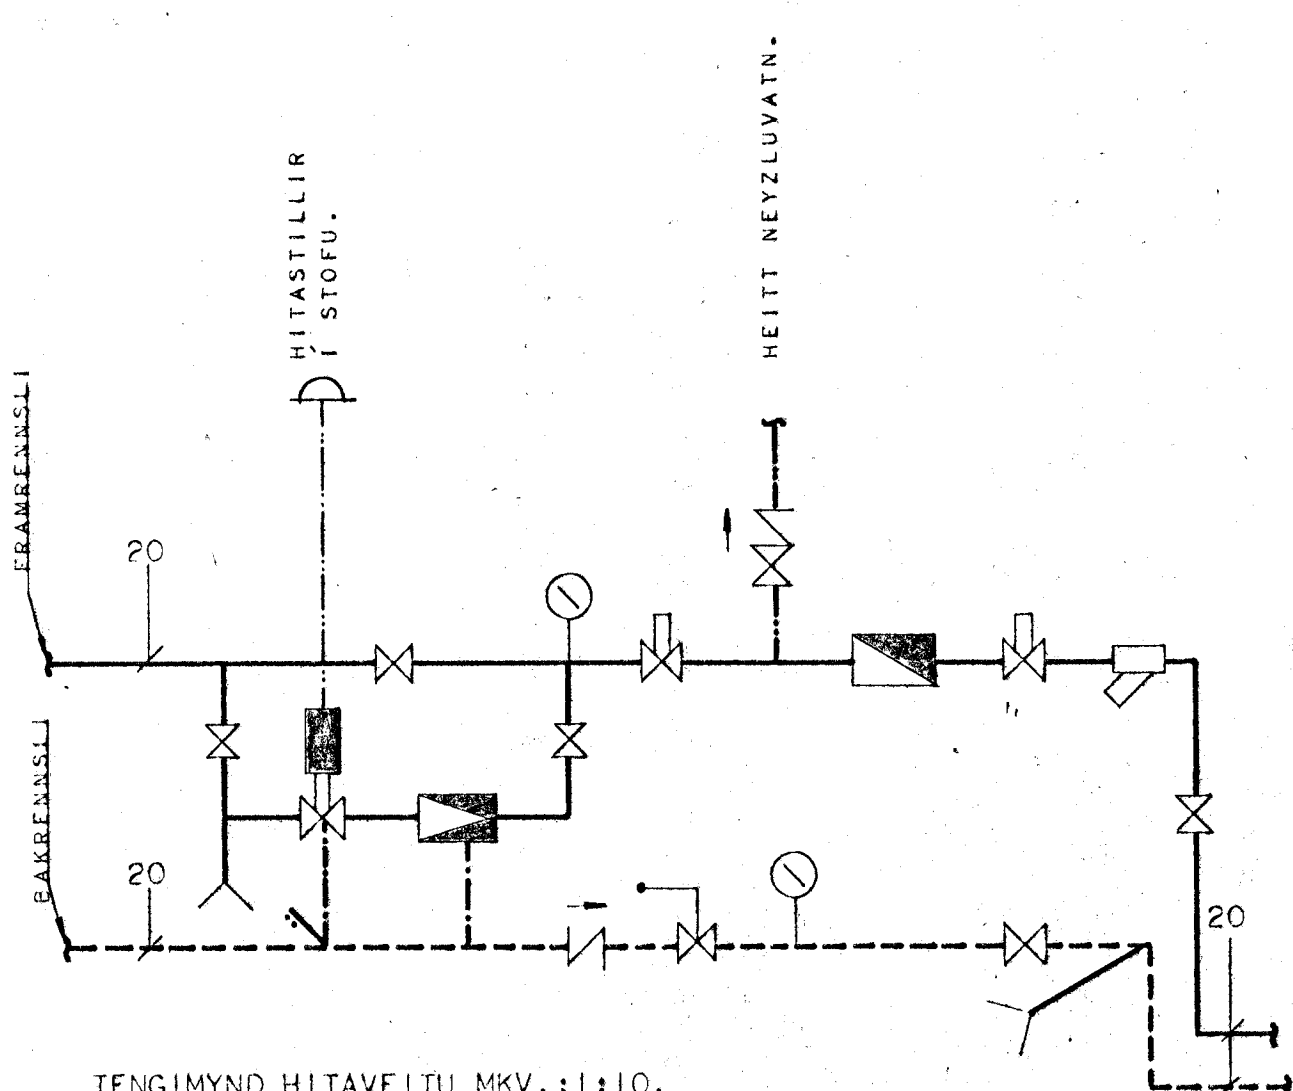 HITASTILLIR
Í STOFU.
HEITT NEYZLUVATN.
FRAMRENNSLI
20
BAKRENNSLI
20
20
TENGIMYND HITAVEITU MKV.:1:10.